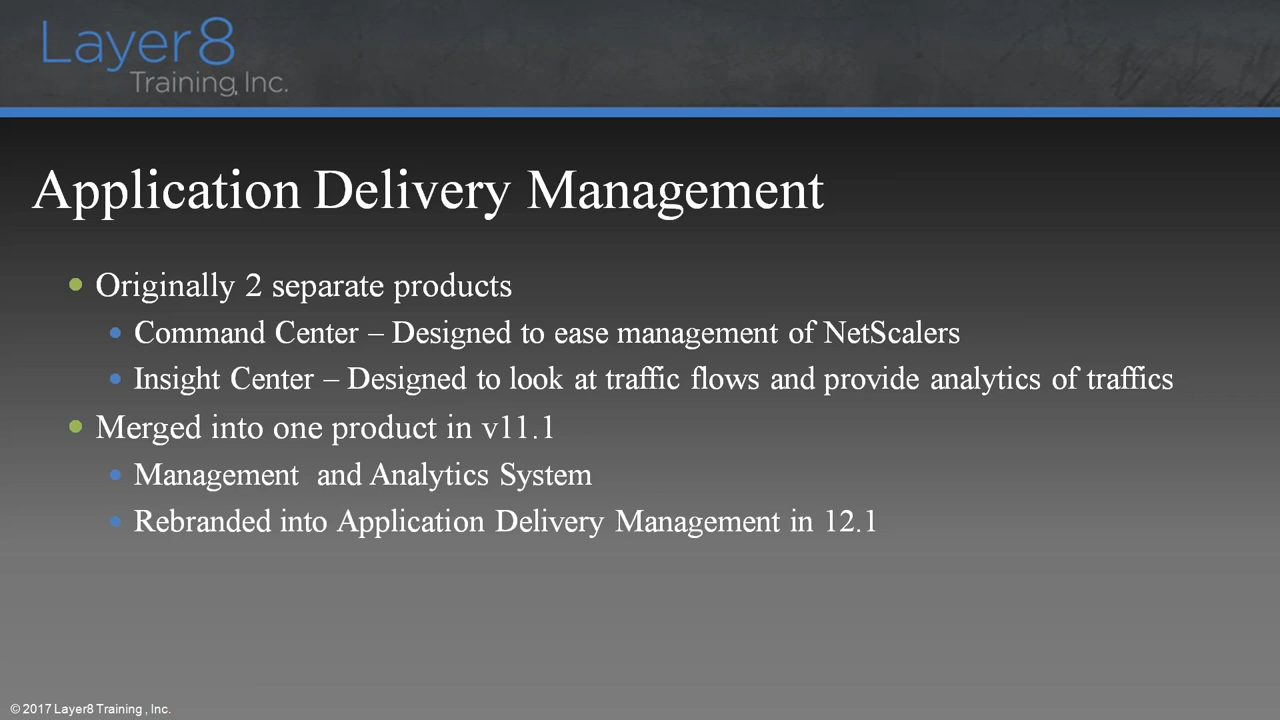 Layer8
Training, Inc.
Application Delivery Management
Originally 2 separate products
Command Center – Designed to ease management of NetScalers
Insight Center – Designed to look at traffic flows and provide analytics of traffics
Merged into one product in v11.1
Management  and Analytics System
Rebranded into Application Delivery Management in 12.1
© 2017 Layer8 Training , Inc.